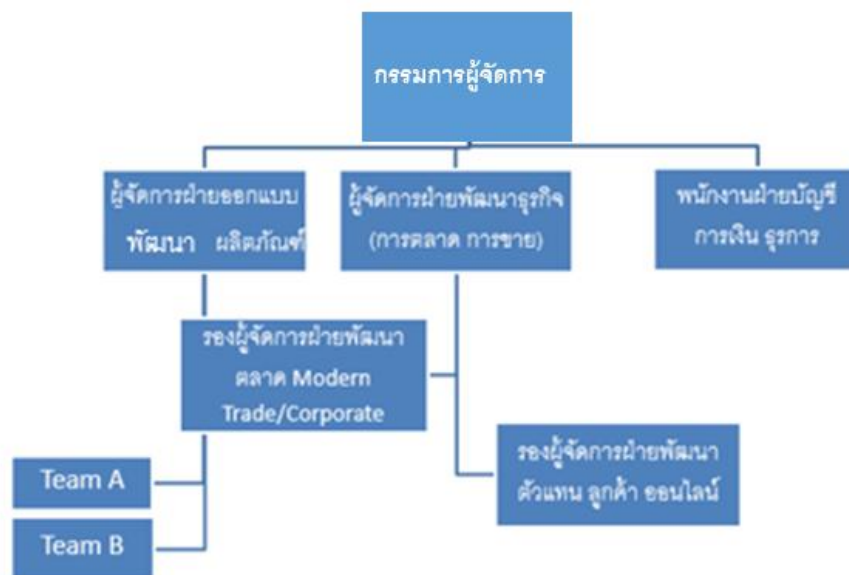 กรรมการผู้จัดการ
ผู้จัดการฝ่ายออกแบบ
พัฒนา ผลิตภัณฑ์
ผู้จัดการฝ่ายพัฒนาธุรกิจ
(การตลาด การขาย)
พนักงานฝ่ายบัญชี
การเงิน ธุรการ
รองผู้จัดการฝ่ายพัฒนา
ตลาด Modern
Trade/Corporate
รองผู้จัดการฝ่ายพัฒนา
ตัวแทน ลูกค้า ออนไลน์
Team A
Team B